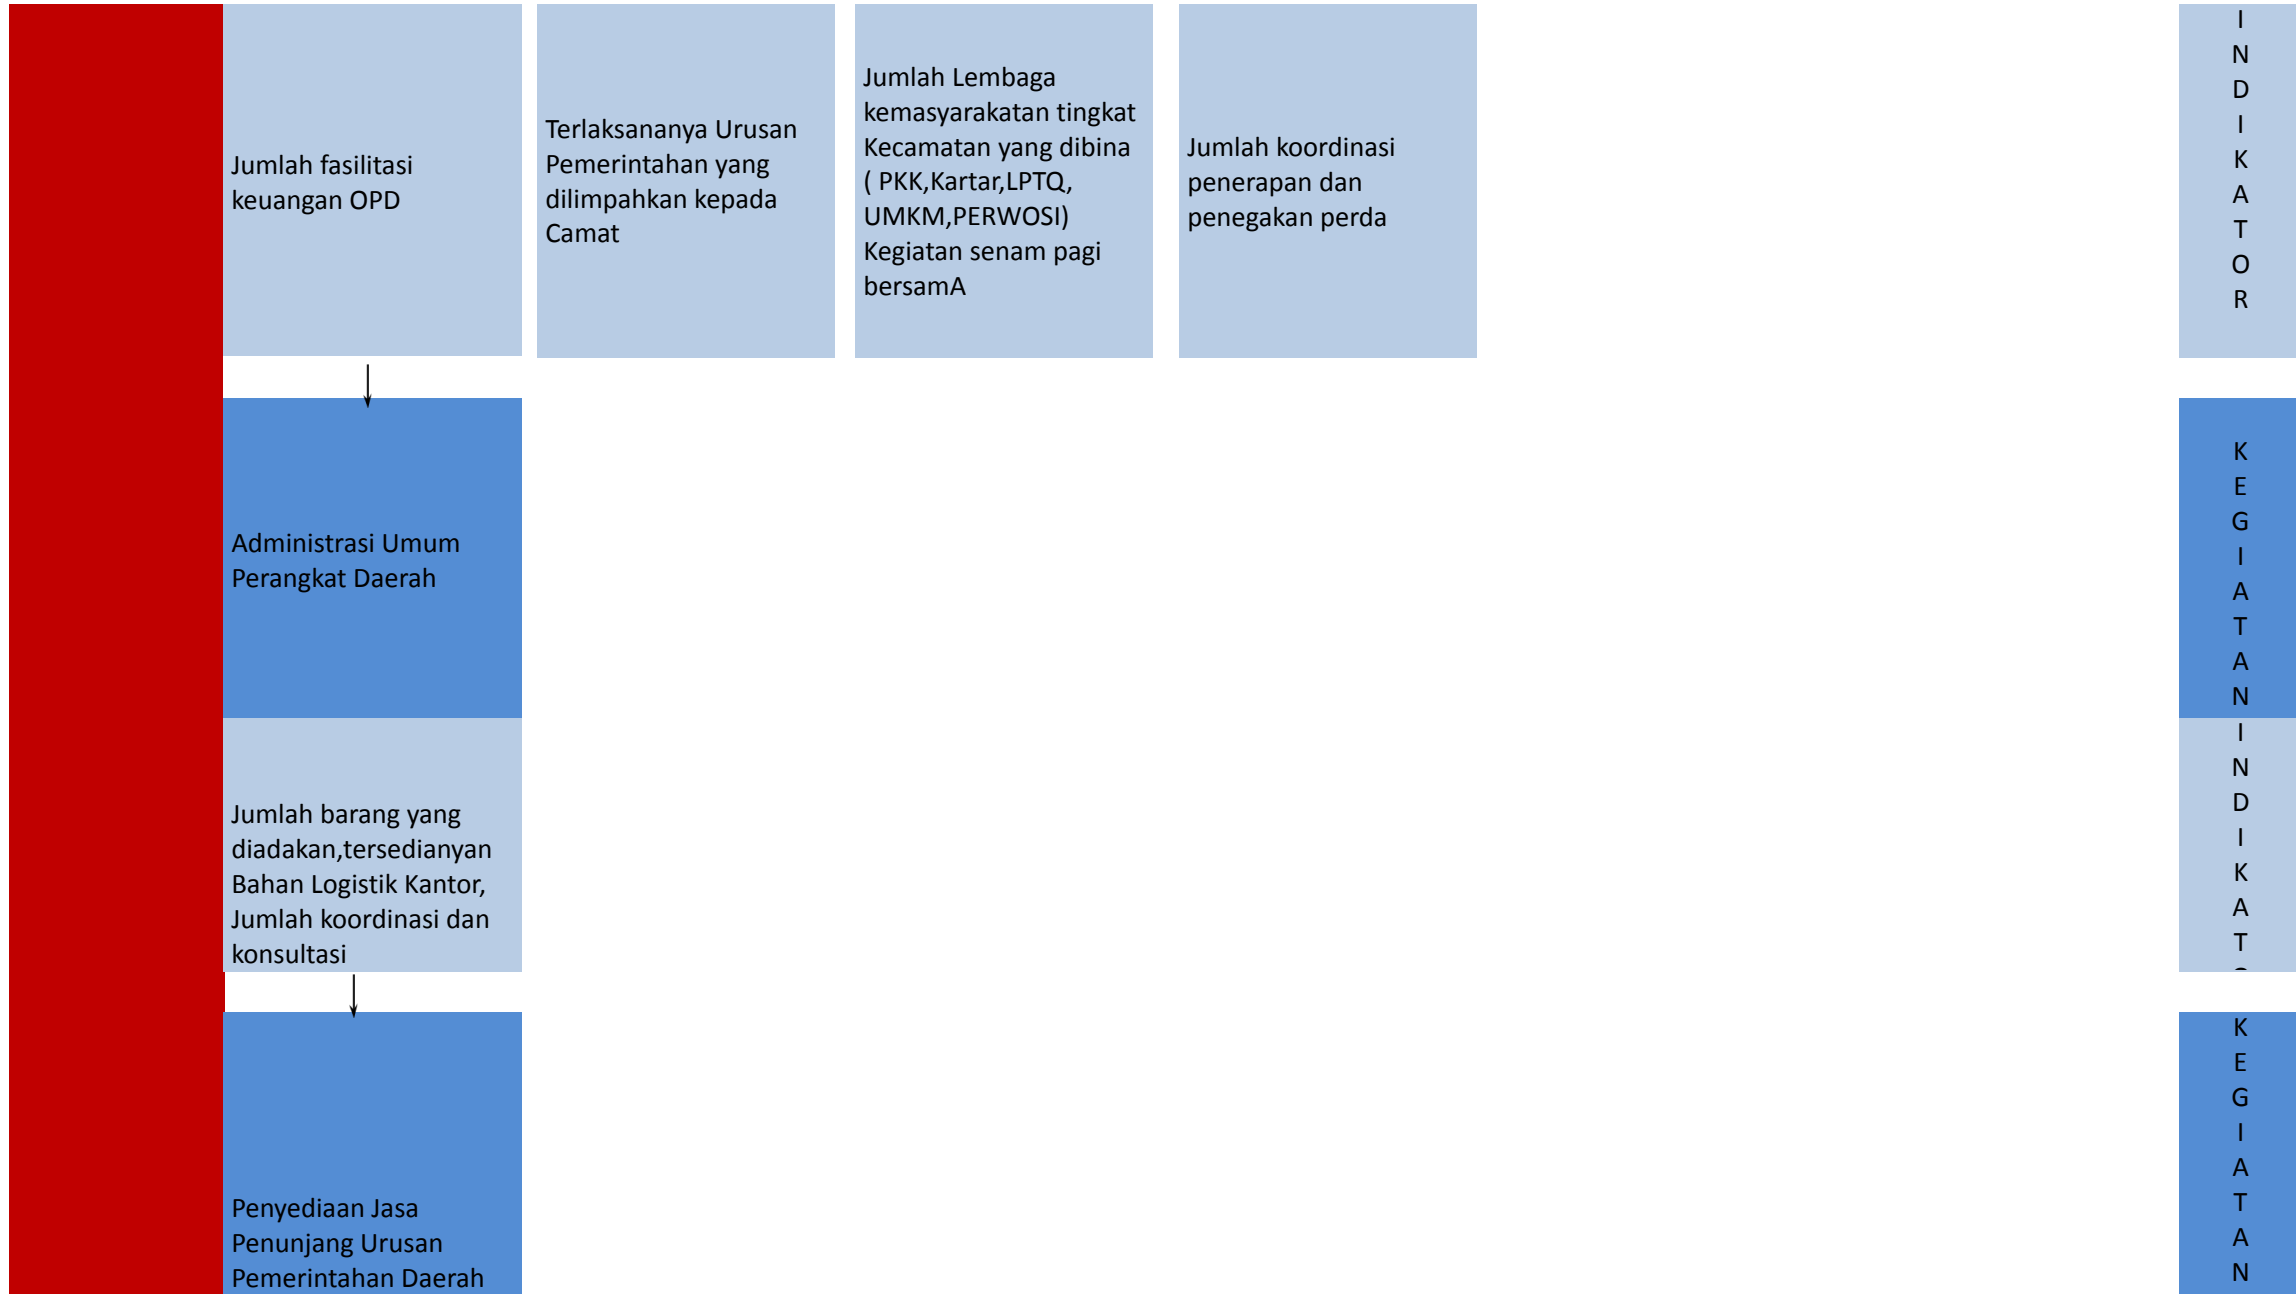 Jumlah fasilitasi
keuangan OPD
Terlaksananya Urusan
Pemerintahan yang
dilimpahkan kepada
Camat
Jumlah Lembaga
kemasyarakatan tingkat
Kecamatan yang dibina
( PKK,Kartar,LPTQ,
UMKM,PERWOSI)
Kegiatan senam pagi
bersamA
Jumlah koordinasi
penerapan dan
penegakan perda
I
N
D
I
K
A
T
O
R
Administrasi Umum
Perangkat Daerah
K
E
G
I
A
T
A
N
Jumlah barang yang
diadakan,tersedianyan
Bahan Logistik Kantor,
Jumlah koordinasi dan
konsultasi
I
N
D
I
K
A
T
Penyediaan Jasa
Penunjang Urusan
Pemerintahan Daerah
K
E
G
I
A
T
A
N